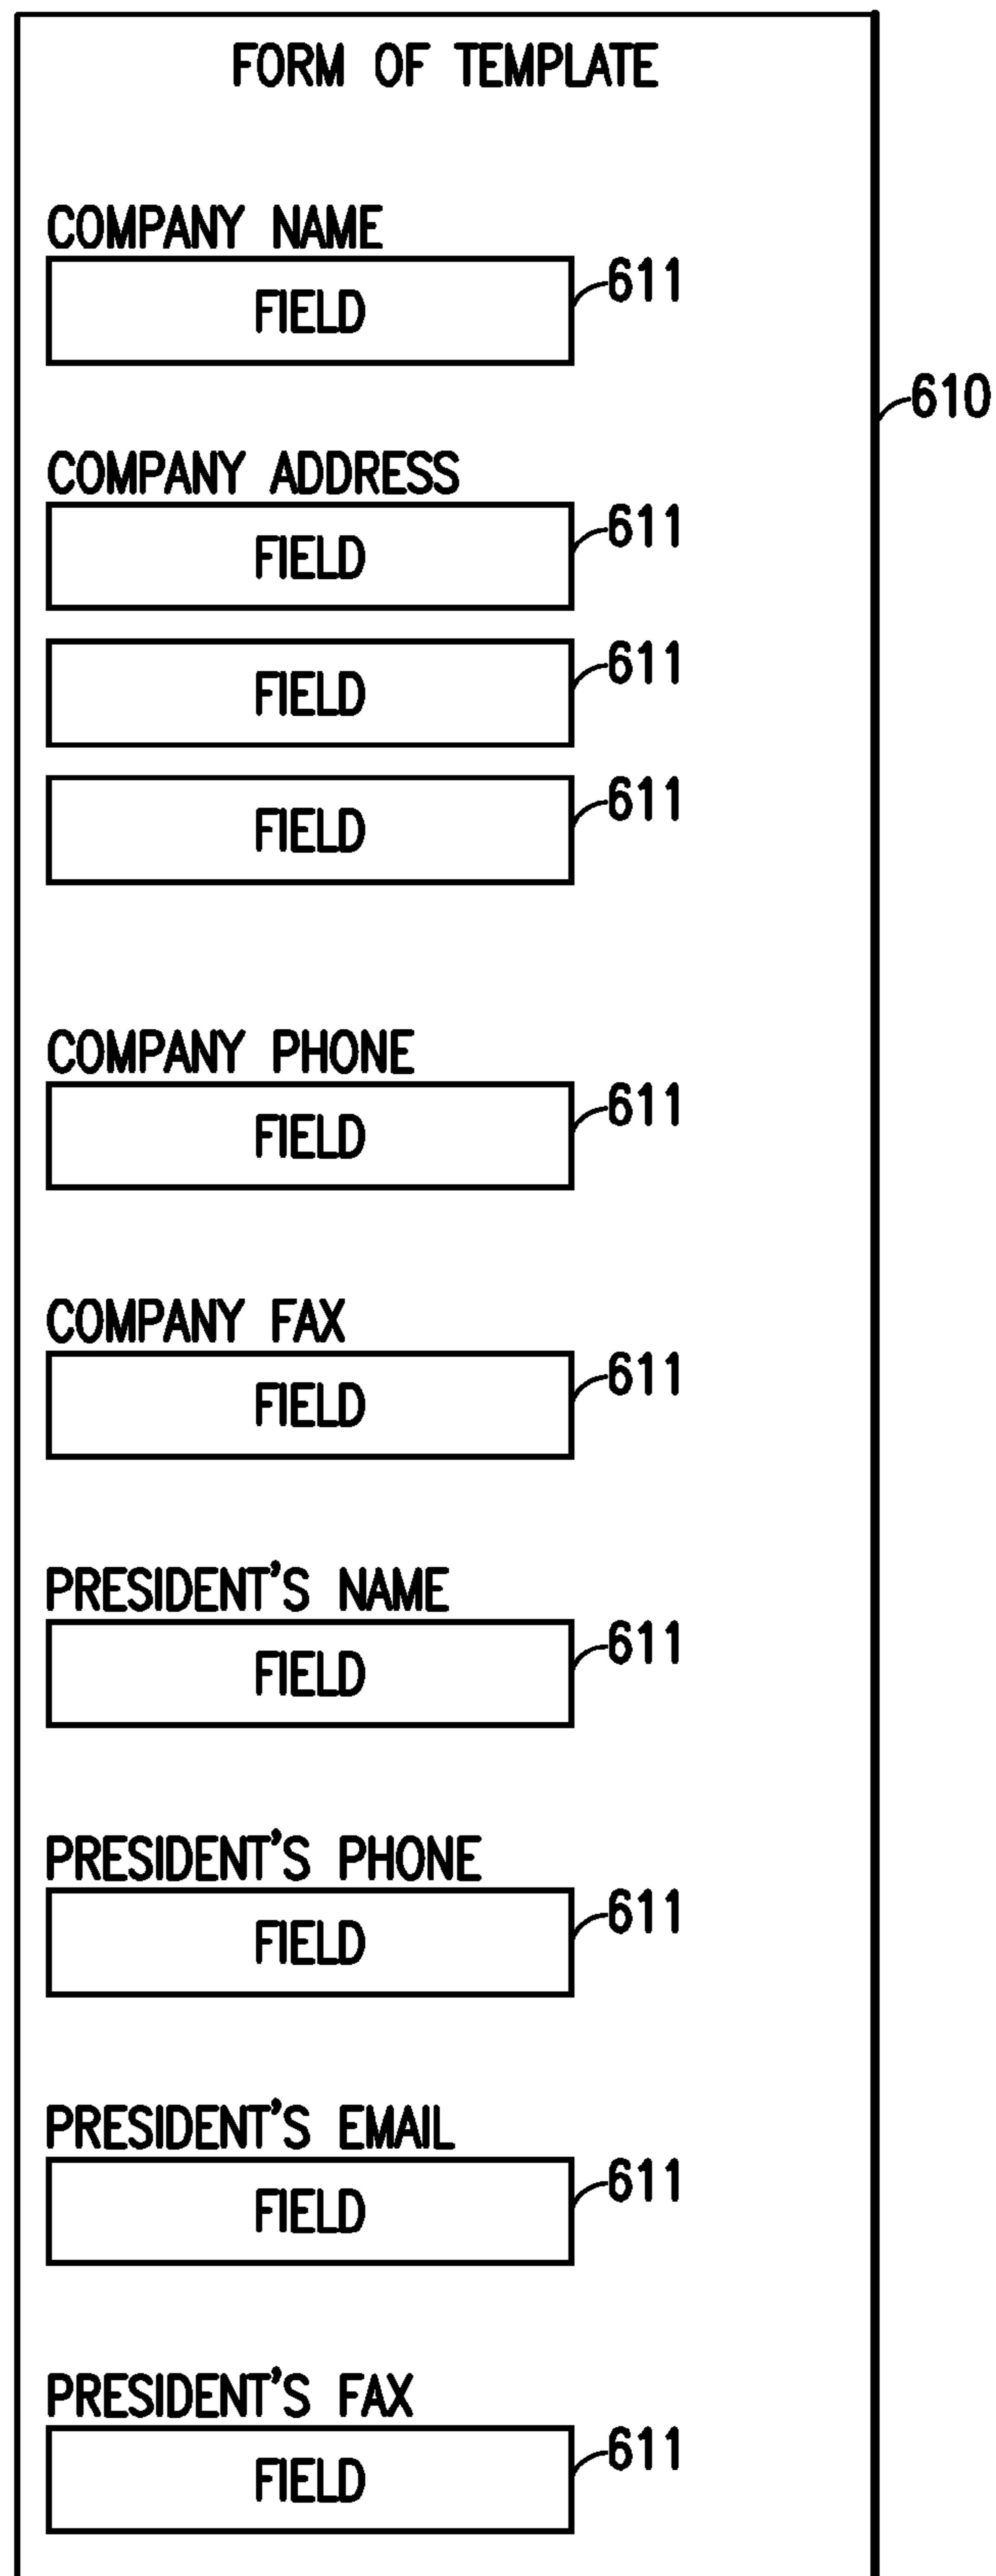 FORM OF TEMPLATE
COMPANY NAME
FIELD 611
610
COMPANY ADDRESS
FIELD 611
FIELD 611
FIELD 611
COMPANY PHONE
FIELD 611
COMPANY FAX
FIELD 611
PRESIDENT'S NAME
FIELD 611
PRESIDENT'S PHONE
FIELD 611
PRESIDENT'S EMAIL
FIELD 611
PRESIDENT'S FAX
FIELD 611